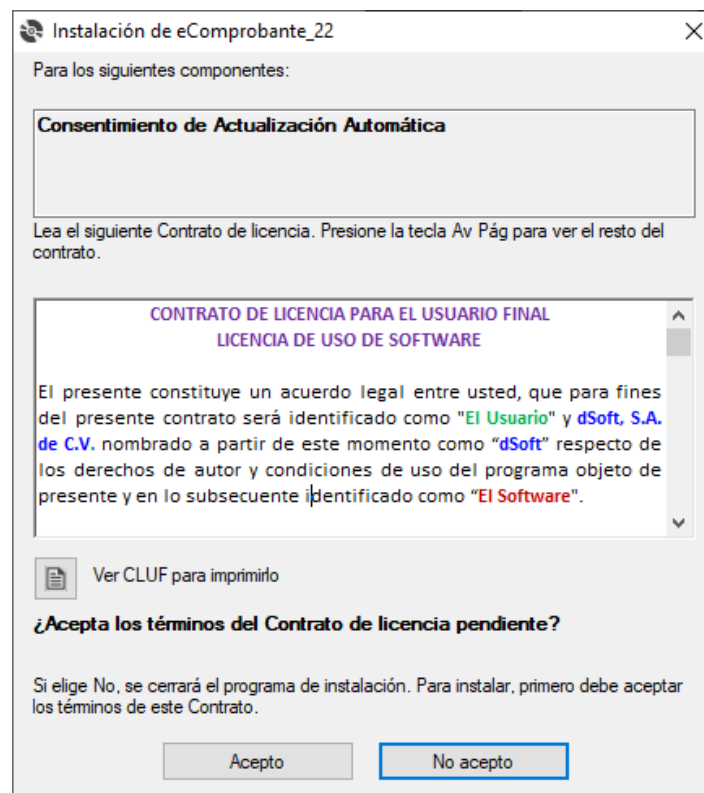 Instalación de eComprobante_22
Para los siguientes componentes:
Consentimiento de Actualización Automática
Lea el siguiente Contrato de licencia. Presione la tecla Av Pág para ver el resto del
contrato.
CONTRATO DE LICENCIA PARA EL USUARIO FINAL
LICENCIA DE USO DE SOFTWARE
El presente constituye un acuerdo legal entre usted, que para fines
del presente contrato será identificado como "El Usuario" y dSoft, S.A.
de C.V. nombrado a partir de este momento como “dSoft” respecto de
los derechos de autor y condiciones de uso del programa objeto de
presente y en lo subsecuente identificado como “El Software".
Ver CLUF para imprimirlo
¿Acepta los términos del Contrato de licencia pendiente?
Si elige No, se cerrará el programa de instalación. Para instalar, primero debe aceptar
los términos de este Contrato.
Acepto
No acepto